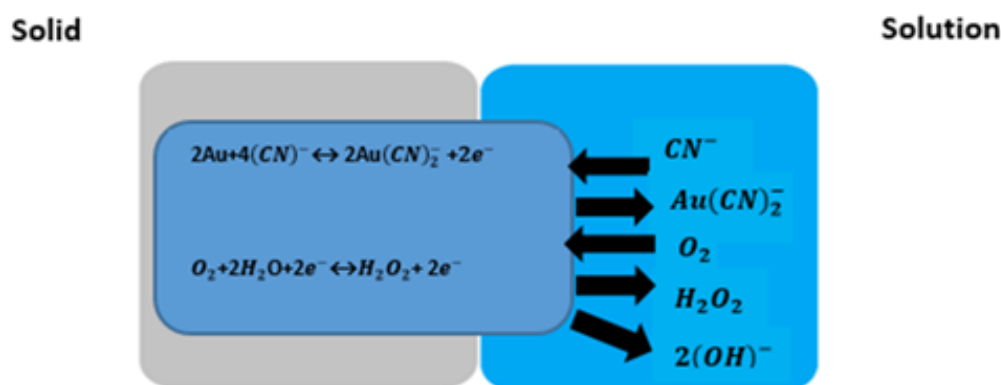 Solid
Solution
2Au+4(CN)⁻ ↔ 2Au(CN)₂⁻ +2e⁻
O₂+2H₂O+2e⁻ ↔ H₂O₂+ 2e⁻
CN⁻
Au(CN)₂⁻
O₂
H₂O₂
2(OH)⁻